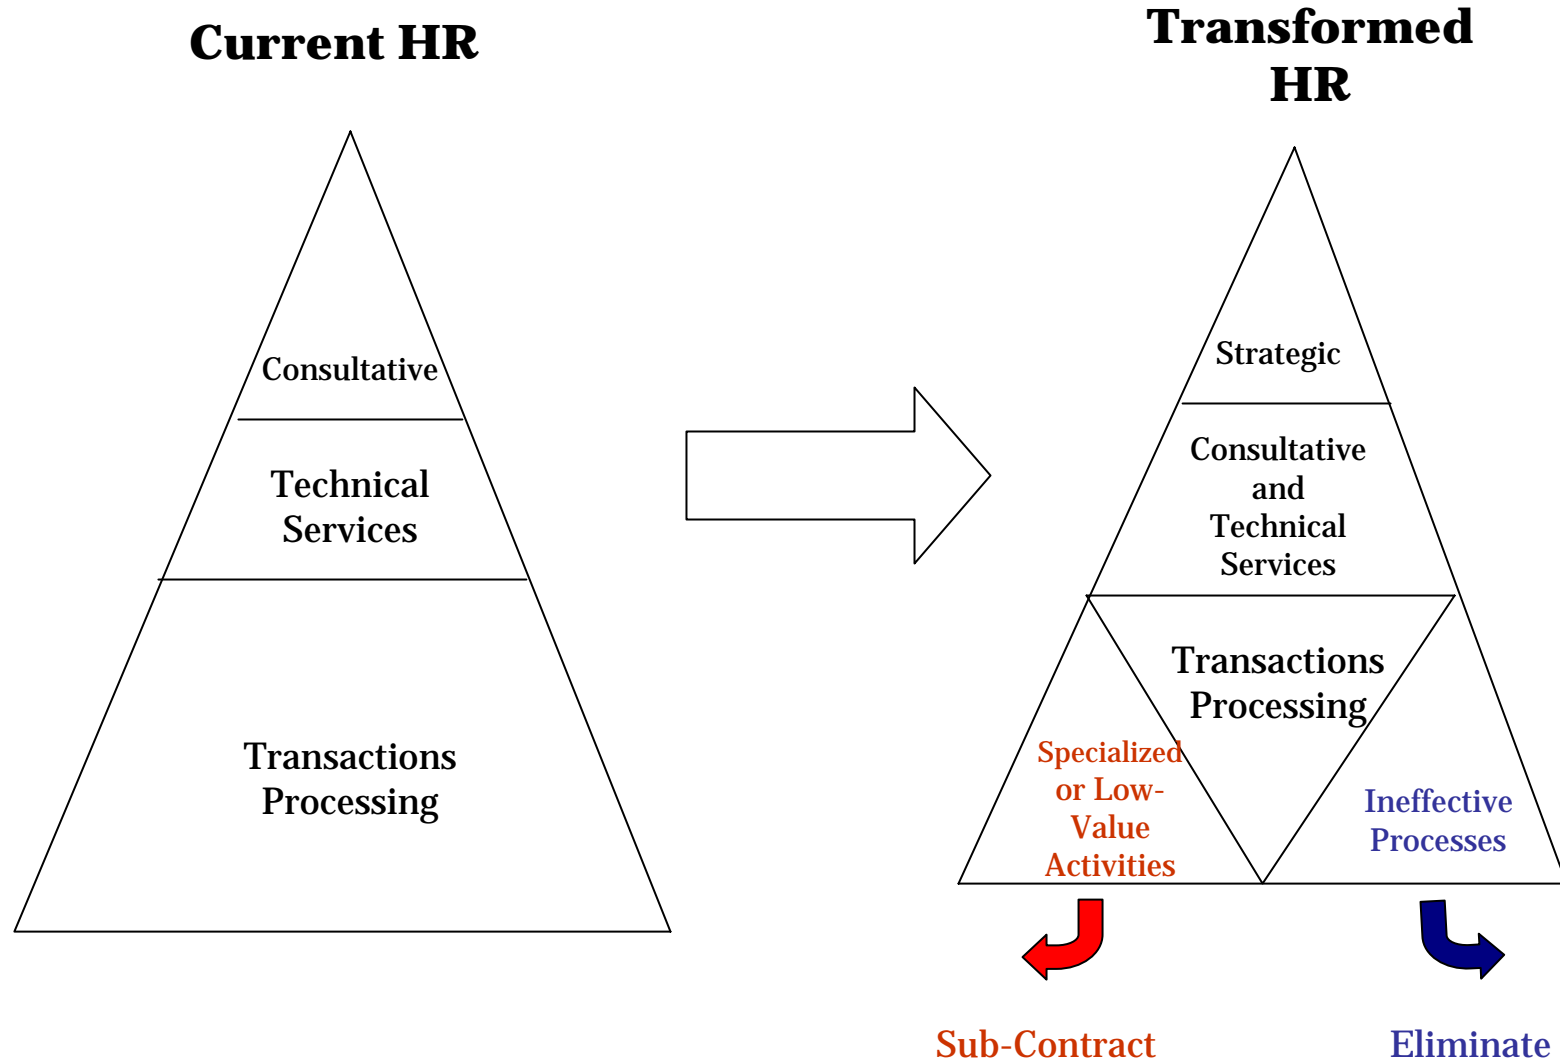 Current HR
Consultative
Technical
Services
Transactions
Processing
Transformed
HR
Strategic
Consultative
and
Technical
Services
Transactions
Processing
Specialized
or Low-
Value
Activities
Ineffective
Processes
Sub-Contract
Eliminate